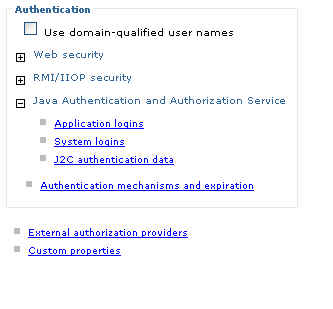 Authentication
Use domain-qualified user names
Web security
RMI/IIOP security
Java Authentication and Authorization Service
Application logins
System logins
J2C authentication data
Authentication mechanisms and expiration
External authorization providers
Custom properties